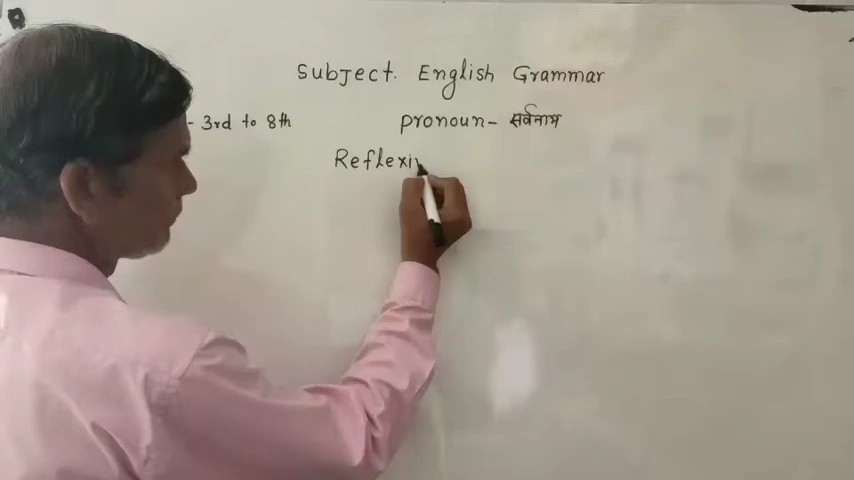 Subject. English Grammar
- 3rd to 8th pronoun- सर्वनाम
Reflexi